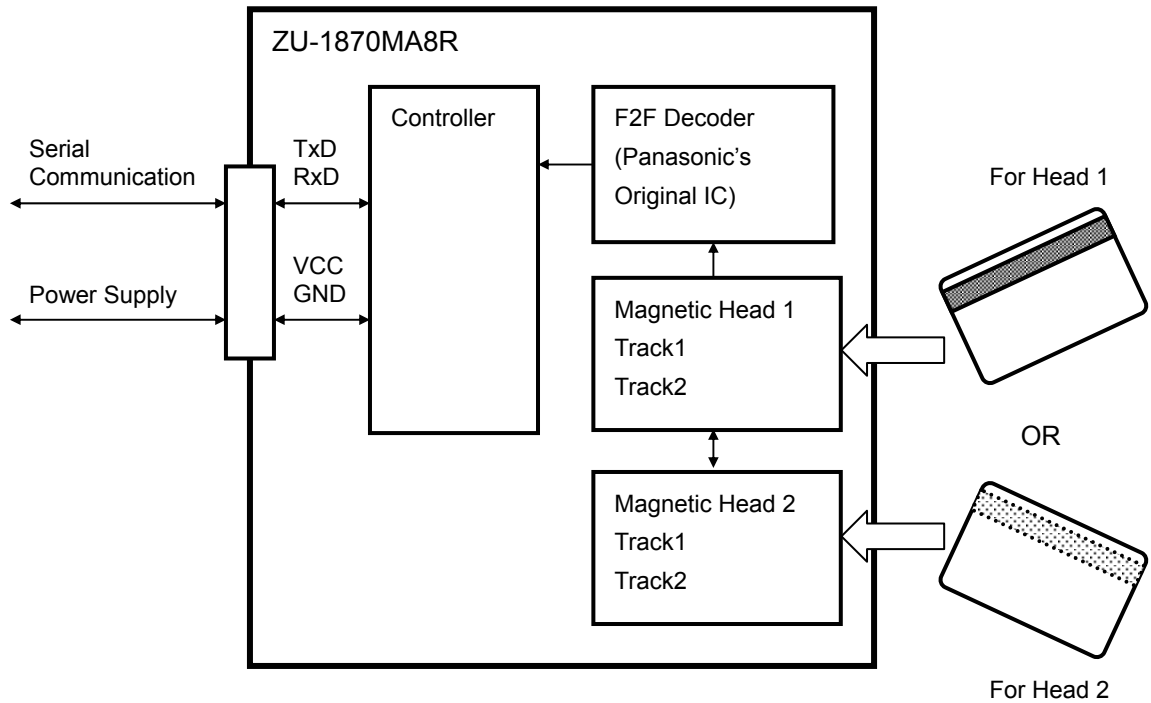 ZU-1870MA8R
Serial
Communication
Power Supply
TxD
RxD
VCC
GND
Controller
F2F Decoder
(Panasonic’s
Original IC)
Magnetic Head 1
Track1
Track2
Magnetic Head 2
Track1
Track2
For Head 1
OR
For Head 2